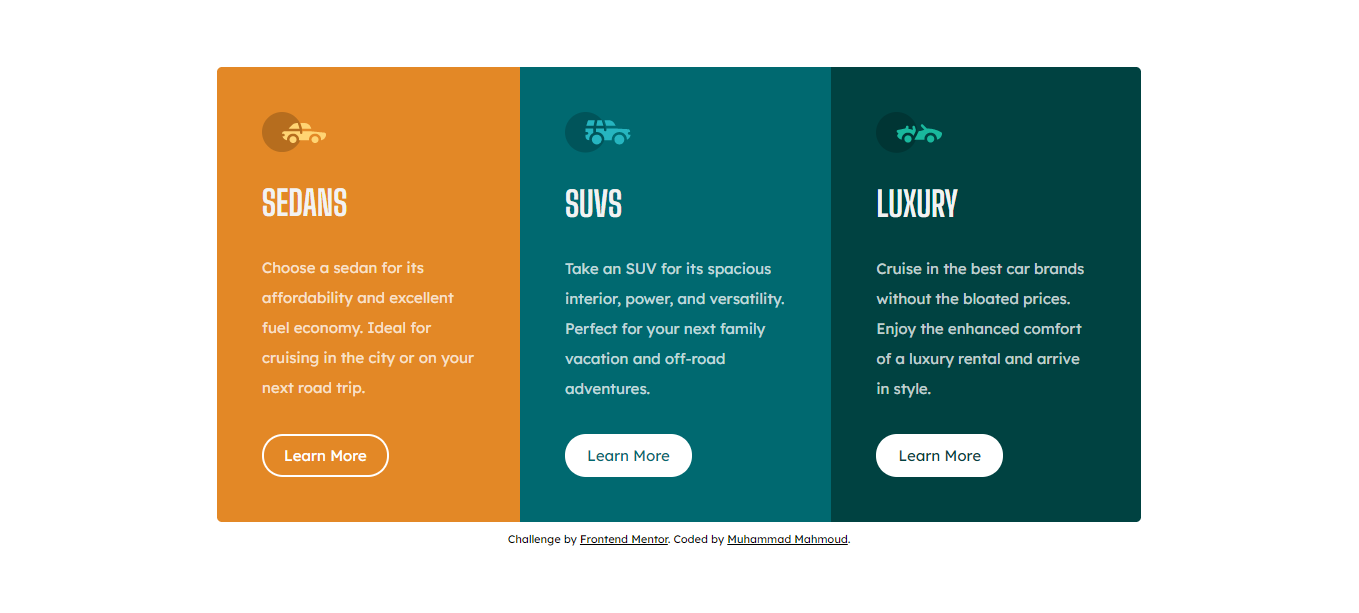 SEDANS
Choose a sedan for its
affordability and excellent
fuel economy. Ideal for
cruising in the city or on your
next road trip.
Learn More
SUVS
Take an SUV for its spacious
interior, power, and versatility.
Perfect for your next family
vacation and off-road
adventures.
Learn More
LUXURY
Cruise in the best car brands
without the bloated prices.
Enjoy the enhanced comfort
of a luxury rental and arrive
in style.
Learn More
Challenge by Frontend Mentor. Coded by Muhammad Mahmoud.